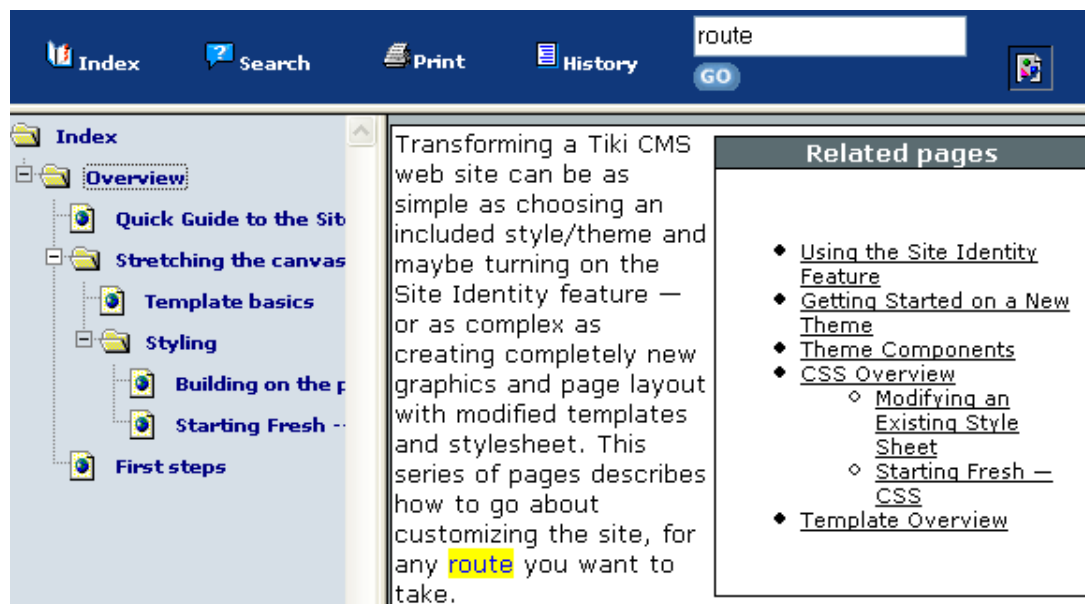 Index
Search
Print
History
route
GO
Index
Overview
Quick Guide to the Sit
Stretching the canvas
Template basics
Styling
Building on the p
Starting Fresh --
First steps
Transforming a Tiki CMS
web site can be as
simple as choosing an
included style/theme and
maybe turning on the
Site Identity feature —
or as complex as
creating completely new
graphics and page layout
with modified templates
and stylesheet. This
series of pages describes
how to go about
customizing the site, for
any route you want to
take.
Related pages
Using the Site Identity
Feature
Getting Started on a New
Theme
Theme Components
CSS Overview
Modifying an
Existing Style
Sheet
Starting Fresh —
CSS
Template Overview